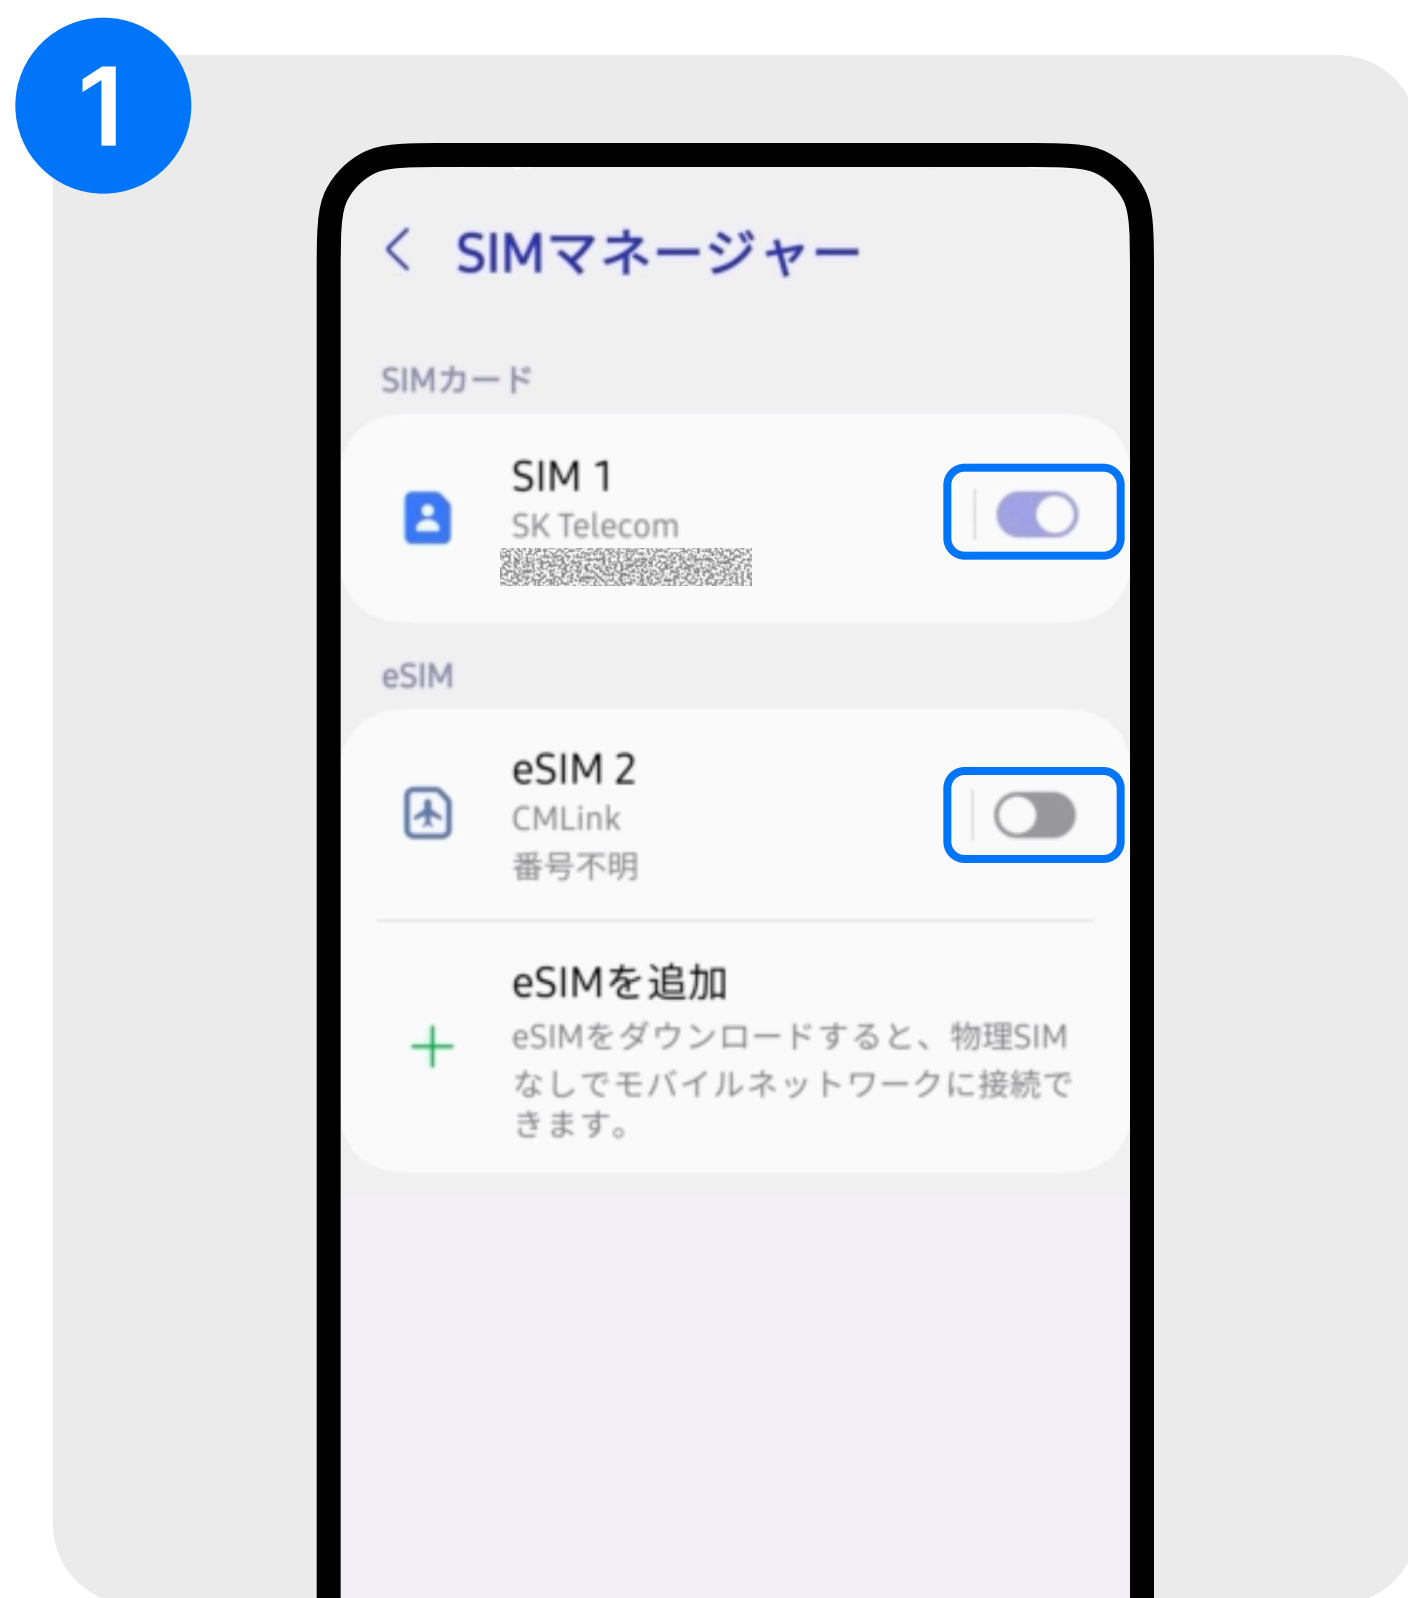 1
SIMマネージャー
SIMカード
SIM 1
SK Telecom
eSIM
eSIM 2
CMLink
番号不明
eSIMを追加
eSIMをダウンロードすると、物理SIM
なしでモバイルネットワークに接続で
きます。